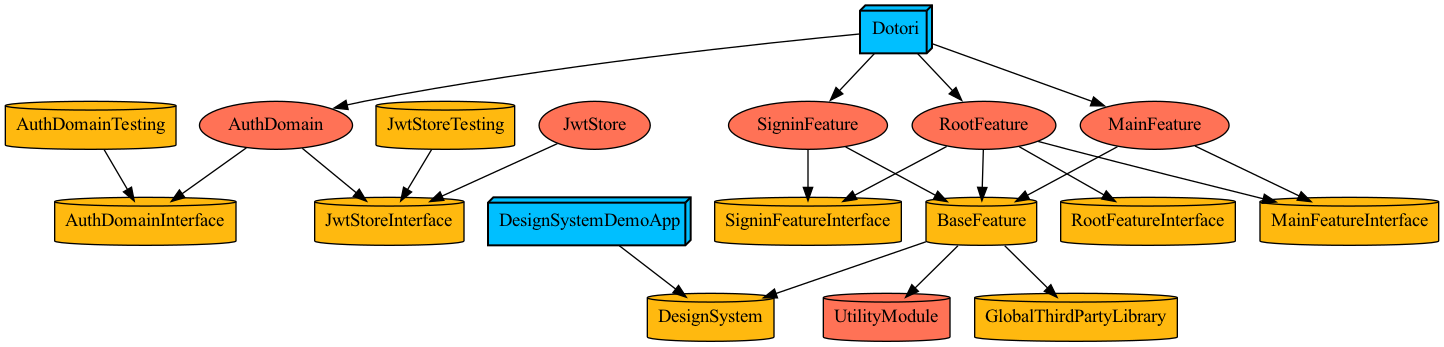 Dotori
AuthDomainTesting
AuthDomain
JwtStoreTesting
JwtStore
SigninFeature
RootFeature
MainFeature
AuthDomainInterface
JwtStoreInterface
DesignSystemDemoApp
SigninFeatureInterface
BaseFeature
RootFeatureInterface
MainFeatureInterface
DesignSystem
UtilityModule
GlobalThirdPartyLibrary